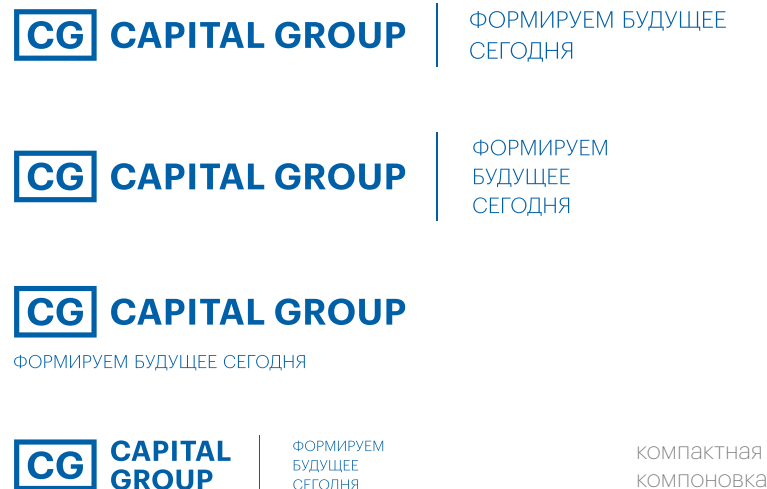 CG CAPITAL GROUP ФОРМИРУЕМ БУДУЩЕЕ
СЕГОДНЯ
CG CAPITAL GROUP
ФОРМИРУЕМ
БУДУЩЕЕ
СЕГОДНЯ
CG CAPITAL GROUP
ФОРМИРУЕМ БУДУЩЕЕ СЕГОДНЯ
CG
CAPITAL
GROUP
ФОРМИРУЕМ
БУДУЩЕЕ
СЕГОДНЯ
компактная
компоновка